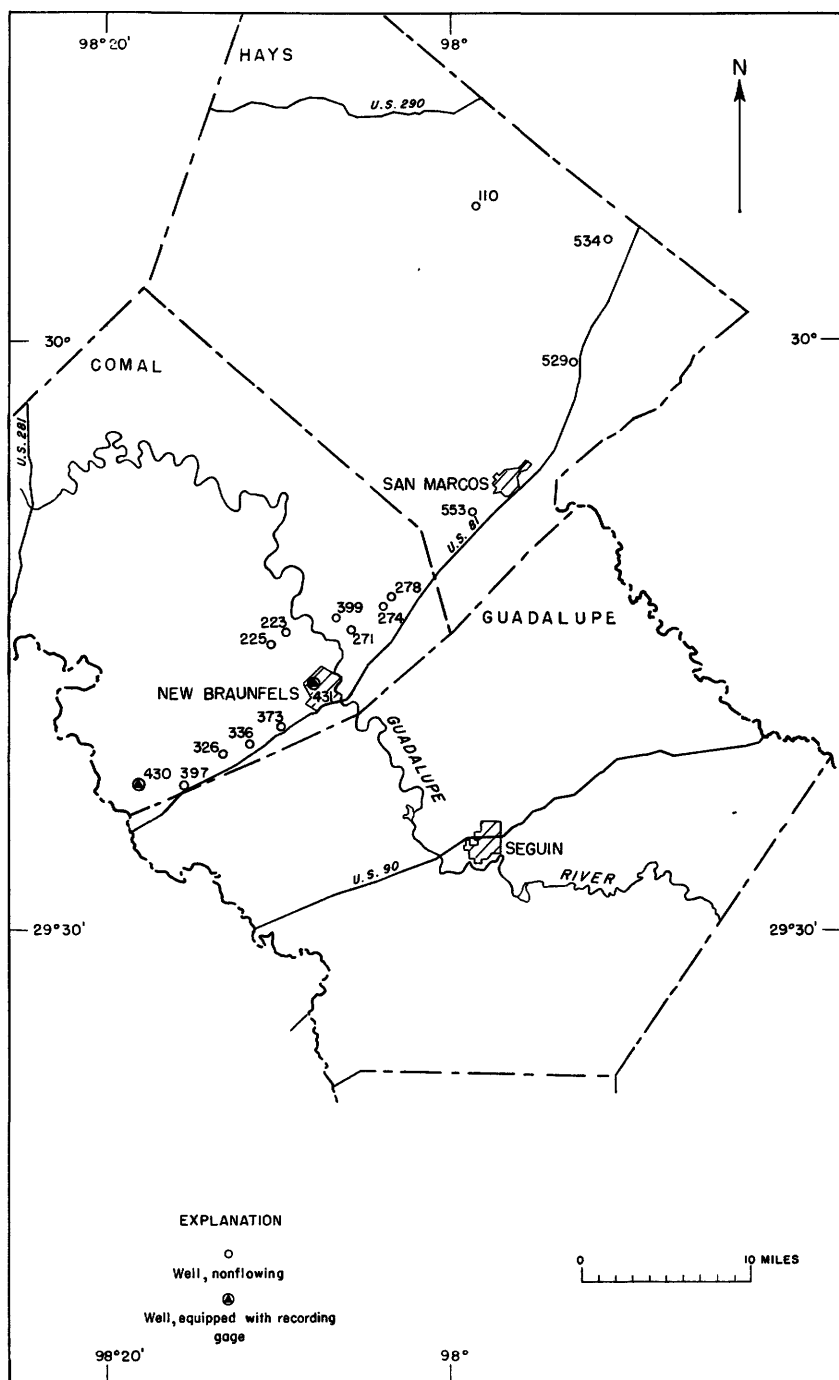 98°20'
98°
HAYS
N
U.S. 290
110
534
30°
30°
COMAL
529
U.S. 281
SAN MARCOS
553
U.S. 81
278
399
274
GUADALUPE
223
271
225
NEW BRAUNFELS
431
373
GUADALUPE
336
326
430
397
SEGUIN
U.S. 90
RIVER
29°30'
29°30'
EXPLANATION
Well, nonflowing
Well, equipped with recording
gage
0
10 MILES
98°20'
98°